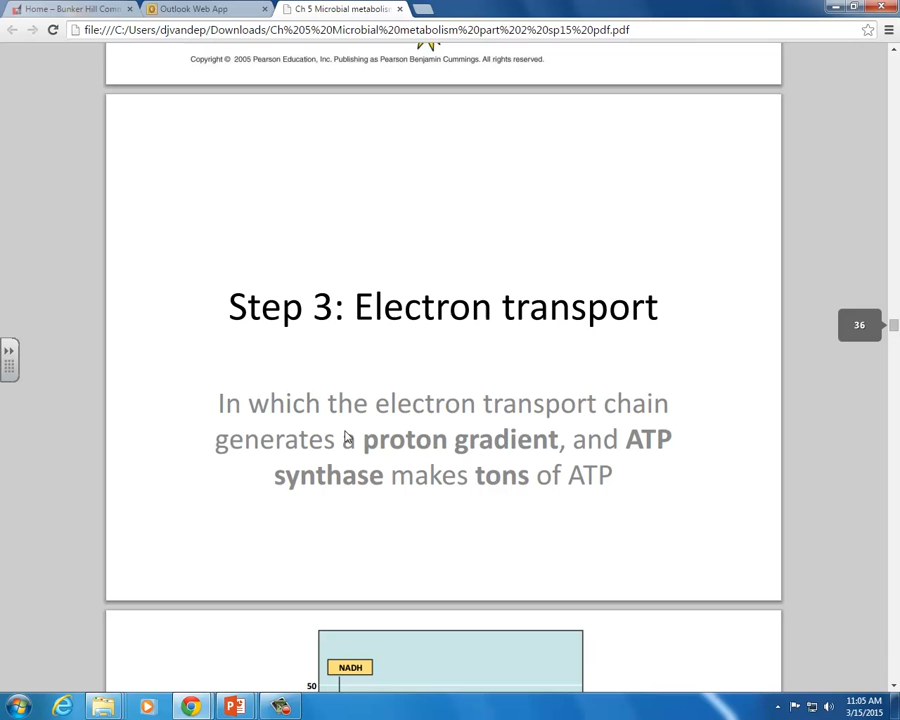 Home – Bunker Hill Comm
Outlook Web App
Ch 5 Microbial metabolis
file:///C:/Users/djvandep/Downloads/Ch%205%20Microbial%20metabolism%20part%202%20sp15%20pdf.pdf
Copyright © 2005 Pearson Education, Inc. Publishing as Pearson Benjamin Cummings. All rights reserved.
Step 3: Electron transport
36
In which the electron transport chain
generates a proton gradient, and ATP
synthase makes tons of ATP
NADH
50
11:05 AM
3/15/2015